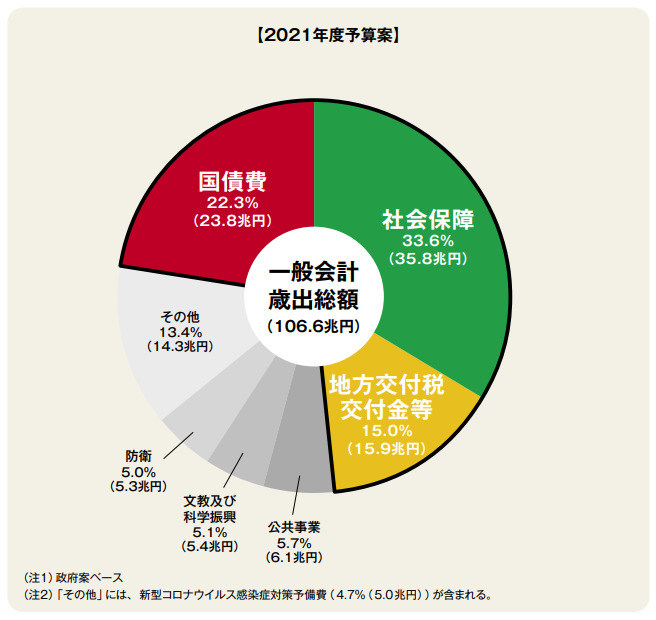 【2021年度予算案】
国債費
22.3%
（23.8兆円）
社会保障
33.6%
（35.8兆円）
一般会計
歳出総額
（106.6兆円）
その他
13.4%
（14.3兆円）
地方交付税
交付金等
15.0%
（15.9兆円）
防衛
5.0%
（5.3兆円）
文教及び
科学振興
5.1%
（5.4兆円）
公共事業
5.7%
（6.1兆円）
（注1）政府案ベース
（注2）「その他」には、新型コロナウイルス感染症対策予備費（4.7%（5.0兆円））が含まれる。